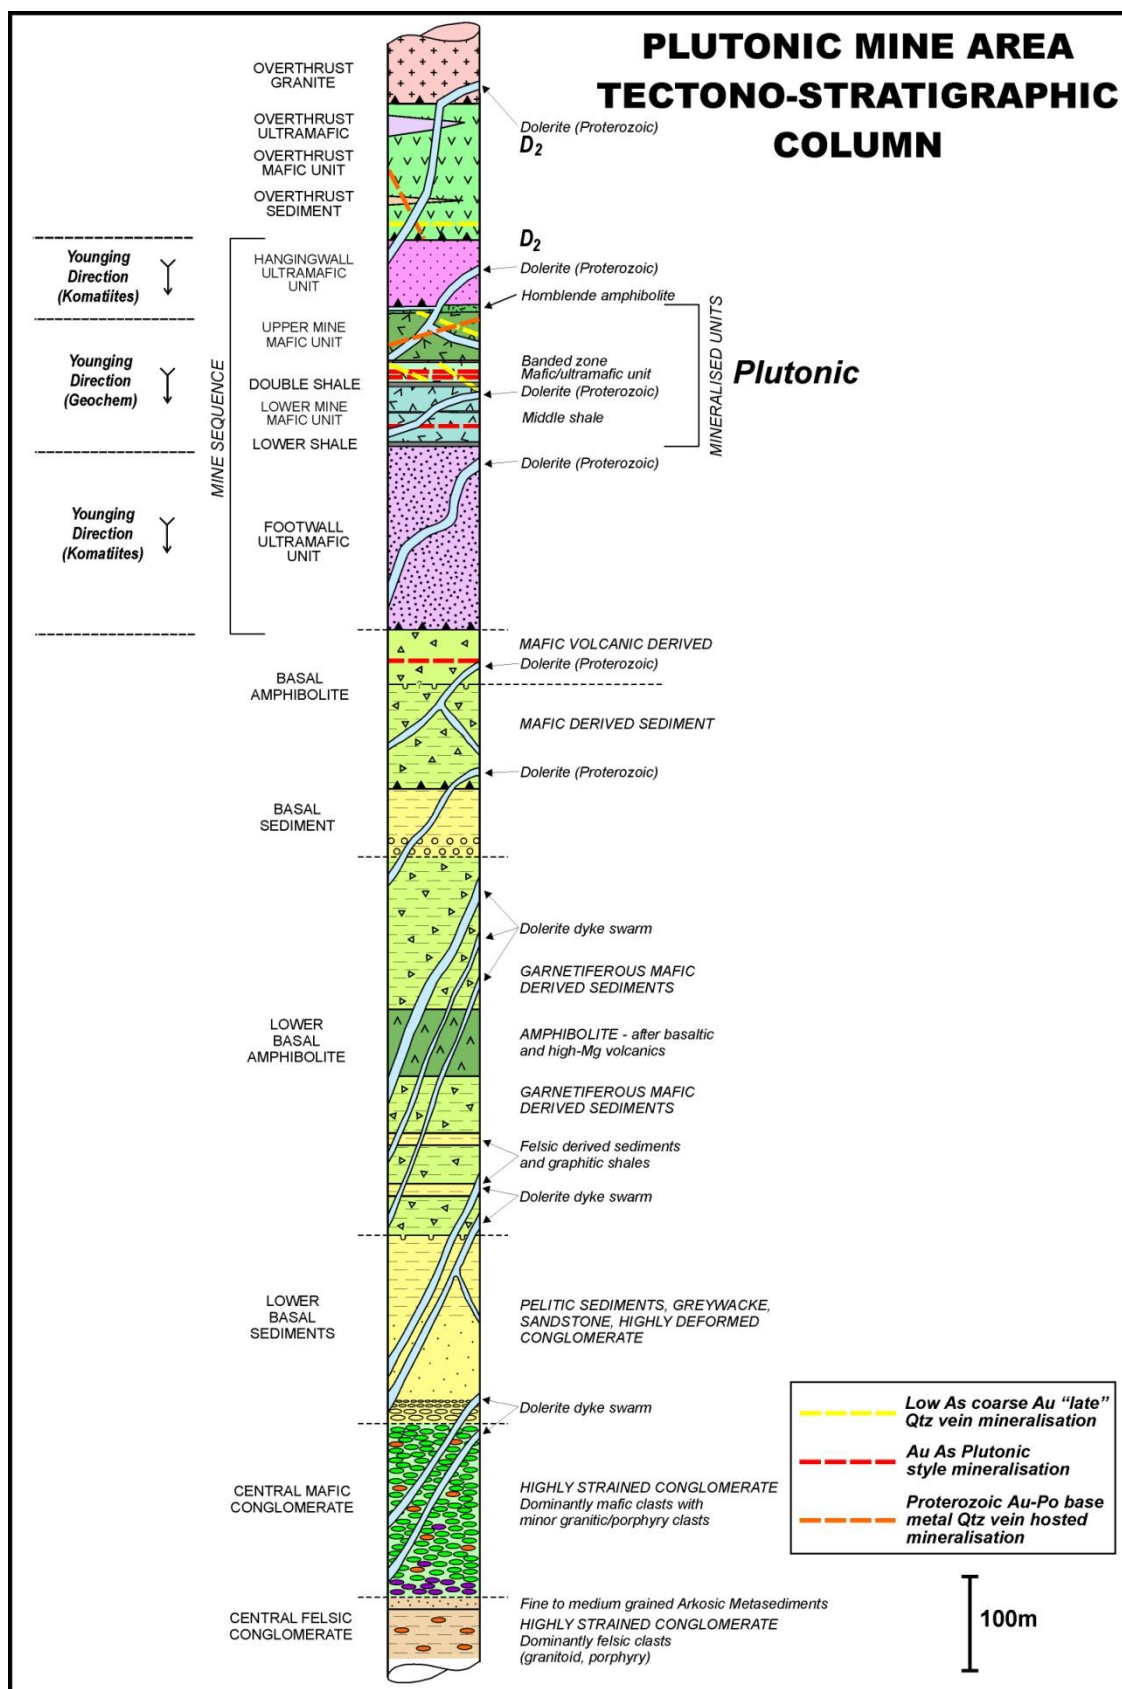 PLUTONIC MINE AREA
TECTONO-STRATIGRAPHIC
COLUMN
OVERTHRUST
GRANITE
OVERTHRUST
ULTRAMAFIC
Dolerite (Proterozoic)
D2
OVERTHRUST
MAFIC UNIT
OVERTHRUST
SEDIMENT
D2
Younging
Direction
(Komatiites)
MINE SEQUENCE
HANGINGWALL
ULTRAMAFIC
UNIT
Dolerite (Proterozoic)
Hornblende amphibolite
UPPER MINE
MAFIC UNIT
MINERALISED UNITS
Plutonic
Younging
Direction
(Geochem)
Banded zone
Mafic/ultramafic unit
DOUBLE SHALE
Dolerite (Proterozoic)
LOWER MINE
MAFIC UNIT
Middle shale
LOWER SHALE
Dolerite (Proterozoic)
Younging
Direction
(Komatiites)
FOOTWALL
ULTRAMAFIC
UNIT
MAFIC VOLCANIC DERIVED
Dolerite (Proterozoic)
?
BASAL
AMPHIBOLITE
MAFIC DERIVED SEDIMENT
Dolerite (Proterozoic)
BASAL
SEDIMENT
Dolerite dyke swarm
GARNETIFEROUS MAFIC
DERIVED SEDIMENTS
LOWER
BASAL
AMPHIBOLITE
AMPHIBOLITE - after basaltic
and high-Mg volcanics
GARNETIFEROUS MAFIC
DERIVED SEDIMENTS
Felsic derived sediments
and graphitic shales
Dolerite dyke swarm
LOWER
BASAL
SEDIMENTS
PELITIC SEDIMENTS, GREYWACKE,
SANDSTONE, HIGHLY DEFORMED
CONGLOMERATE
Dolerite dyke swarm
CENTRAL MAFIC
CONGLOMERATE
HIGHLY STRAINED CONGLOMERATE
Dominantly mafic clasts with
minor granitic/porphyry clasts
Fine to medium grained Arkosic Metasediments
CENTRAL FELSIC
CONGLOMERATE
HIGHLY STRAINED CONGLOMERATE
Dominantly felsic clasts
(granitoid, porphyry)
Low As coarse Au “late”
Qtz vein mineralisation
Au As Plutonic
style mineralisation
Proterozoic Au-Po base
metal Qtz vein hosted
mineralisation
100m